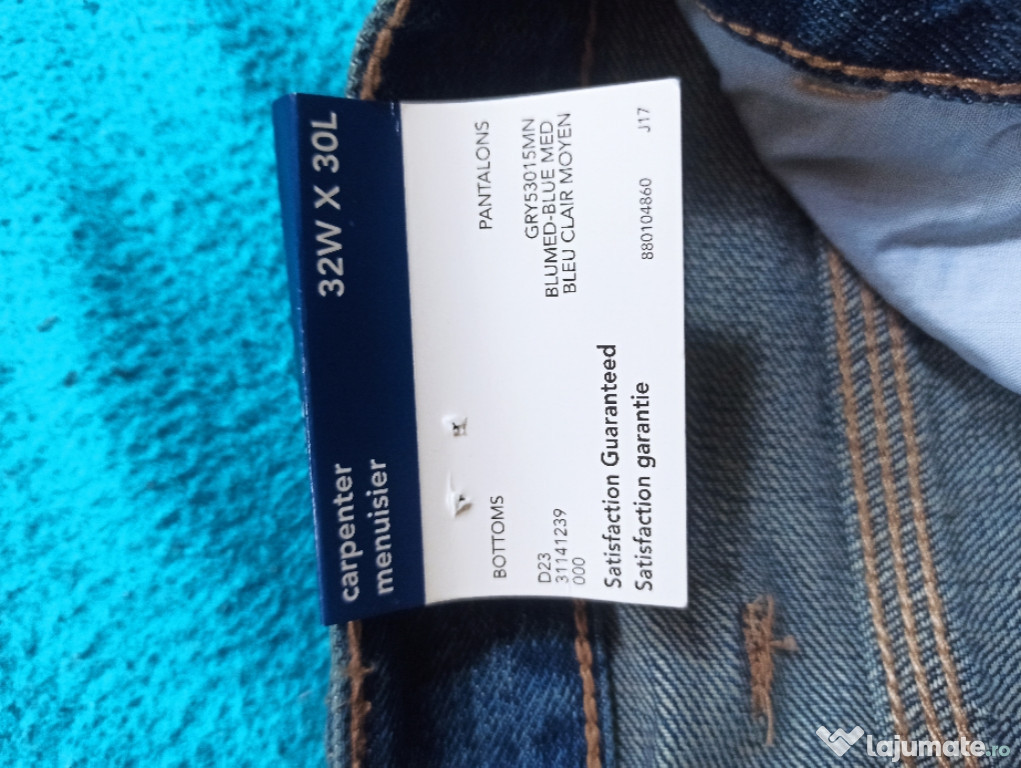 carpenter 32W X 30L
menuisier
BOTTOMS PANTALONS
D23 GRY53015MN
31141239 BLUMED-BLUE MED
000 BLEU CLAIR MOYEN
Satisfaction Guaranteed
Satisfaction garantie 880104860 J17
Lajumate.ro